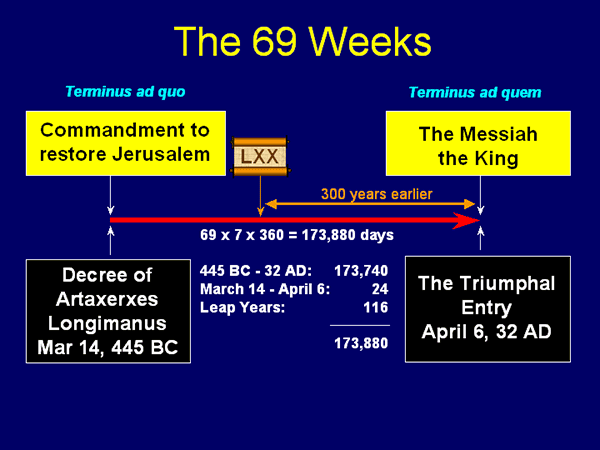 The 69 Weeks
Terminus ad quo
Terminus ad quem
Commandment to
restore Jerusalem
LXX
The Messiah
the King
300 years earlier
69 x 7 x 360 = 173,880 days
Decree of
Artaxerxes
Longimanus
Mar 14, 445 BC
445 BC - 32 AD: 173,740
March 14 - April 6: 24
Leap Years: 116
173,880
The Triumphal
Entry
April 6, 32 AD